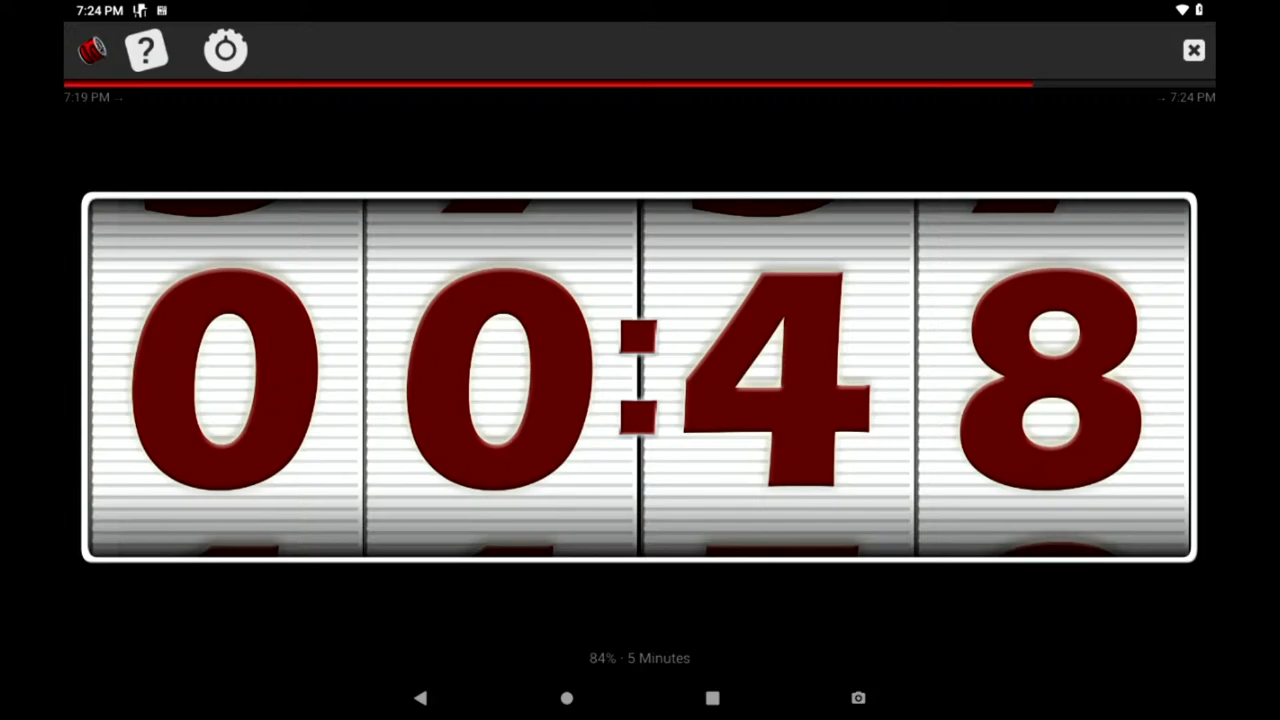 7:24 PM
?
7:19 PM → → 7:24 PM
00:48
84% · 5 Minutes